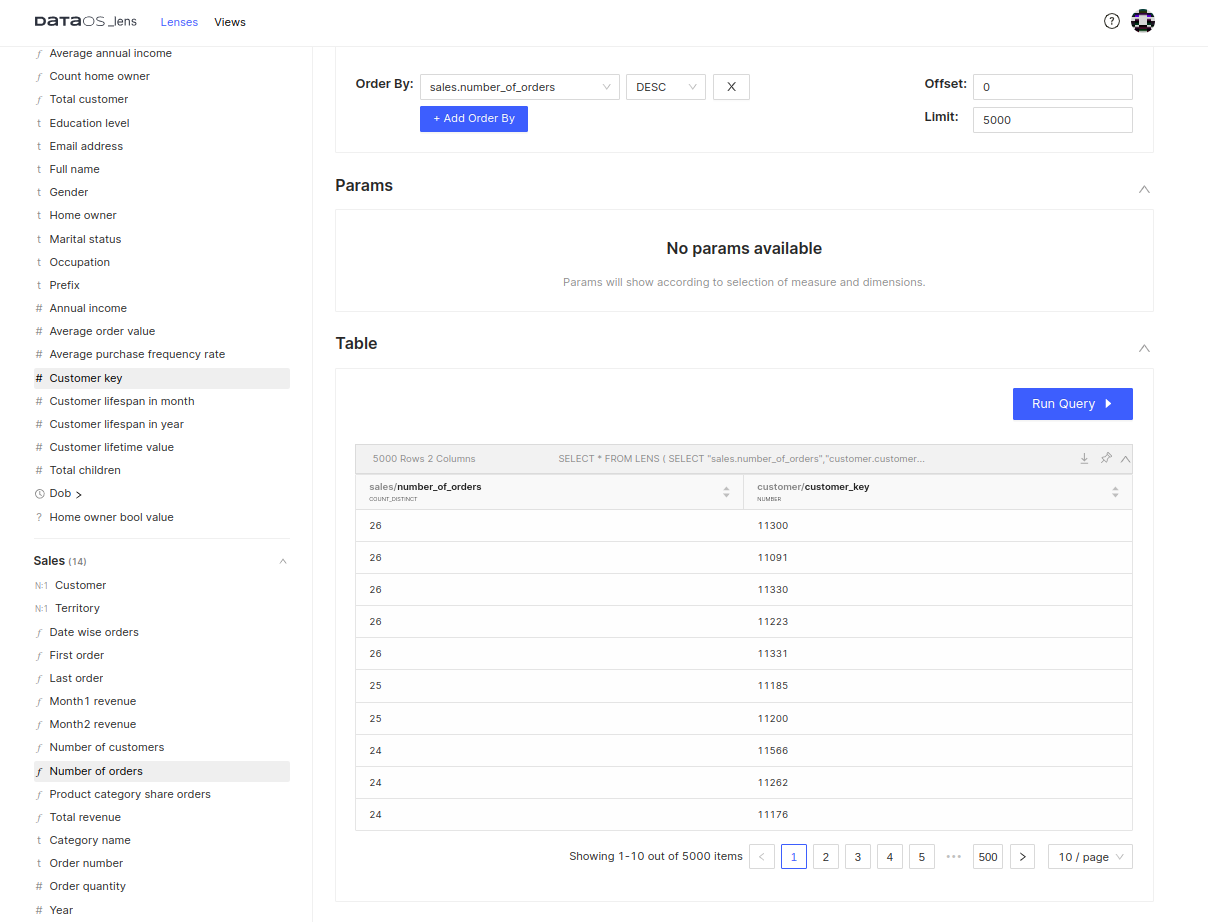 DATAOS _lens
Lenses
Views
?
f Average annual income
f Count home owner
f Total customer
t Education level
t Email address
t Full name
t Gender
t Home owner
t Marital status
t Occupation
t Prefix
# Annual income
# Average order value
# Average purchase frequency rate
# Customer key
# Customer lifespan in month
# Customer lifespan in year
# Customer lifetime value
# Total children
Dob >
? Home owner bool value
Sales (14)
N:1 Customer
N:1 Territory
f Date wise orders
f First order
f Last order
f Month1 revenue
f Month2 revenue
f Number of customers
f Number of orders
f Product category share orders
f Total revenue
t Category name
t Order number
# Order quantity
# Year
Order By: sales.number_of_orders DESC X
+ Add Order By
Offset: 0
Limit: 5000
Params
No params available
Params will show according to selection of measure and dimensions.
Table
Run Query
5000 Rows 2 Columns SELECT * FROM LENS ( SELECT "sales.number_of_orders","customer.customer...
sales/number_of_orders customer/customer_key
COUNT_DISTINCT NUMBER
26 11300
26 11091
26 11330
26 11223
26 11331
25 11185
25 11200
24 11566
24 11262
24 11176
Showing 1-10 out of 5000 items < 1 2 3 4 5 ••• 500 > 10 / page